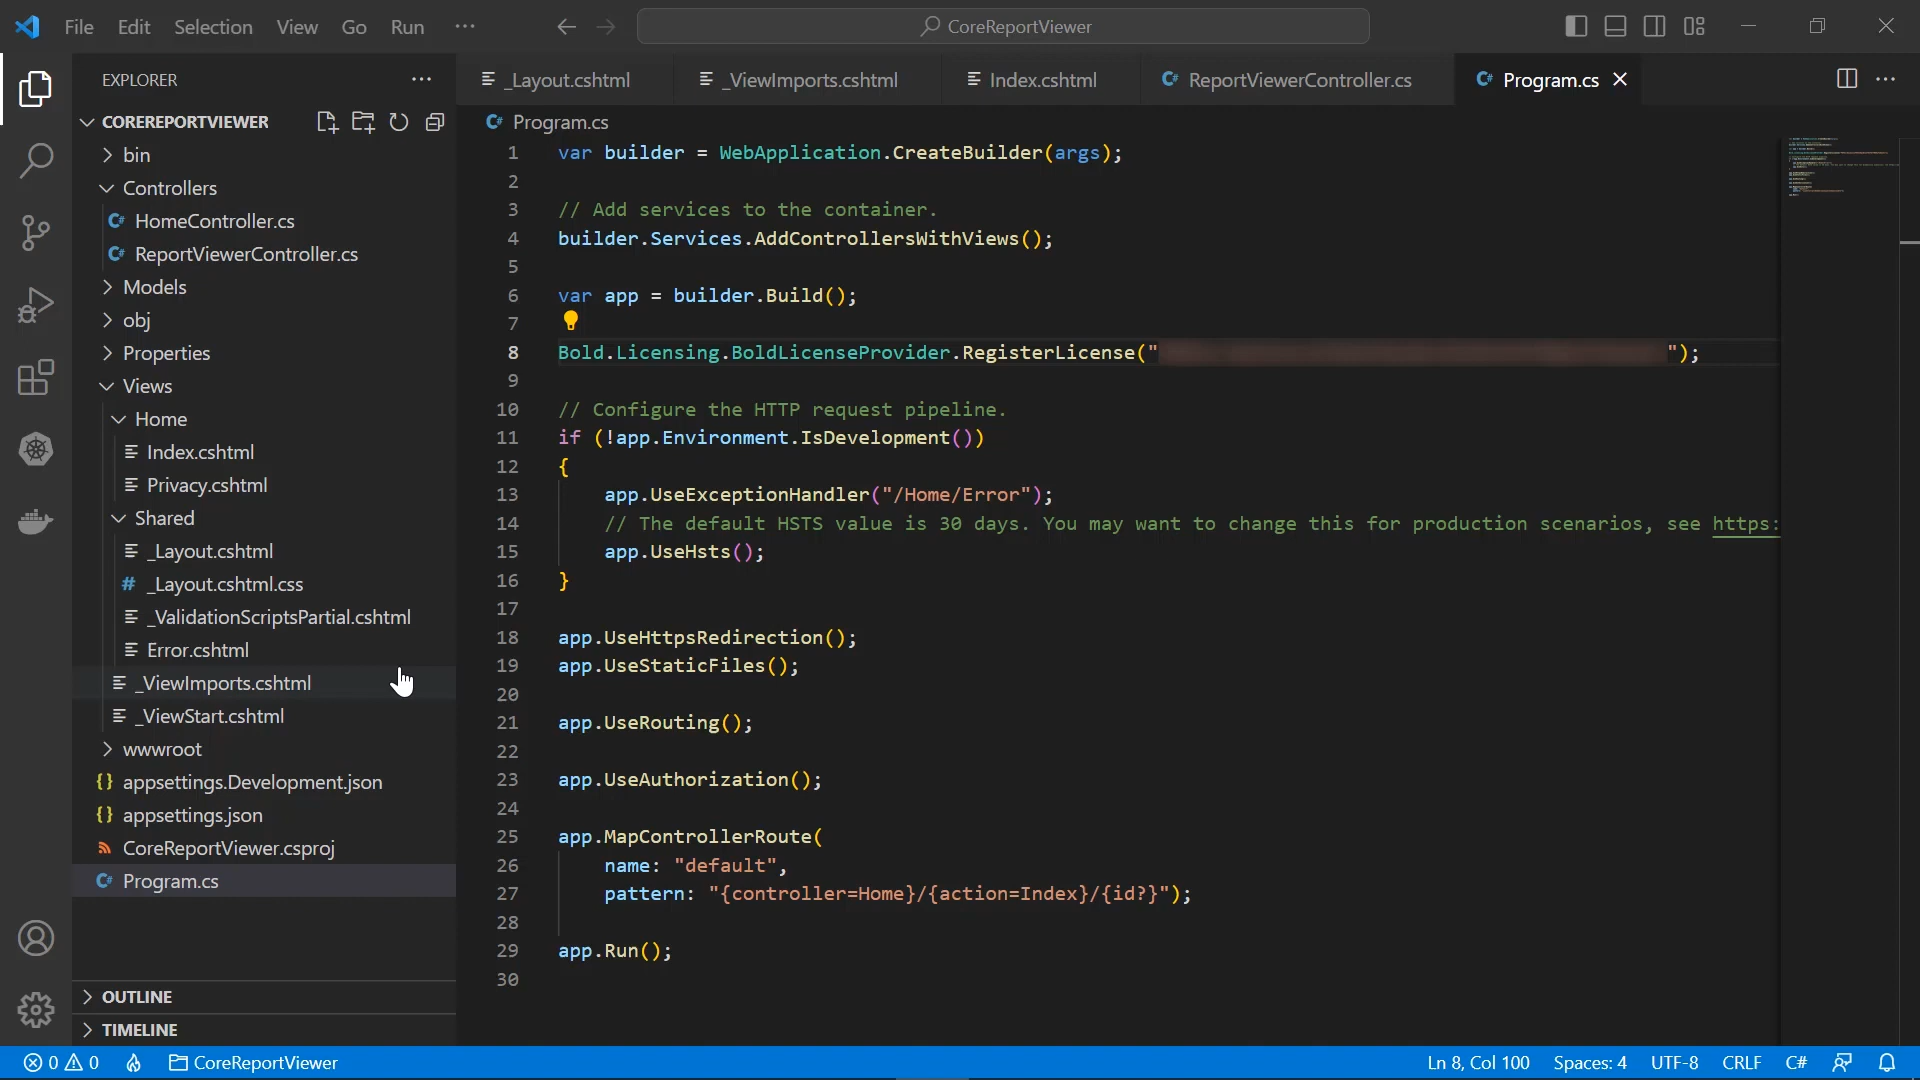 File Edit Selection View Go Run ···
CoreReportViewer
EXPLORER ···
COREREPORTVIEWER
bin
Controllers
HomeController.cs
ReportViewerController.cs
Models
obj
Properties
Views
Home
Index.cshtml
Privacy.cshtml
Shared
_Layout.cshtml
_Layout.cshtml.css
_ValidationScriptsPartial.cshtml
Error.cshtml
_ViewImports.cshtml
_ViewStart.cshtml
wwwroot
appsettings.Development.json
appsettings.json
CoreReportViewer.csproj
Program.cs
OUTLINE
TIMELINE
_Layout.cshtml _ViewImports.cshtml Index.cshtml ReportViewerController.cs Program.cs
Program.cs
1 var builder = WebApplication.CreateBuilder(args);
2
3 // Add services to the container.
4 builder.Services.AddControllersWithViews();
5
6 var app = builder.Build();
7
8 Bold.Licensing.BoldLicenseProvider.RegisterLicense(" ");
9
10 // Configure the HTTP request pipeline.
11 if (!app.Environment.IsDevelopment())
12 {
13 app.UseExceptionHandler("/Home/Error");
14 // The default HSTS value is 30 days. You may want to change this for production scenarios, see https:
15 app.UseHsts();
16 }
17
18 app.UseHttpsRedirection();
19 app.UseStaticFiles();
20
21 app.UseRouting();
22
23 app.UseAuthorization();
24
25 app.MapControllerRoute(
26 name: "default",
27 pattern: "{controller=Home}/{action=Index}/{id?}");
28
29 app.Run();
30
0 0 CoreReportViewer Ln 8, Col 100 Spaces: 4 UTF-8 CRLF C#